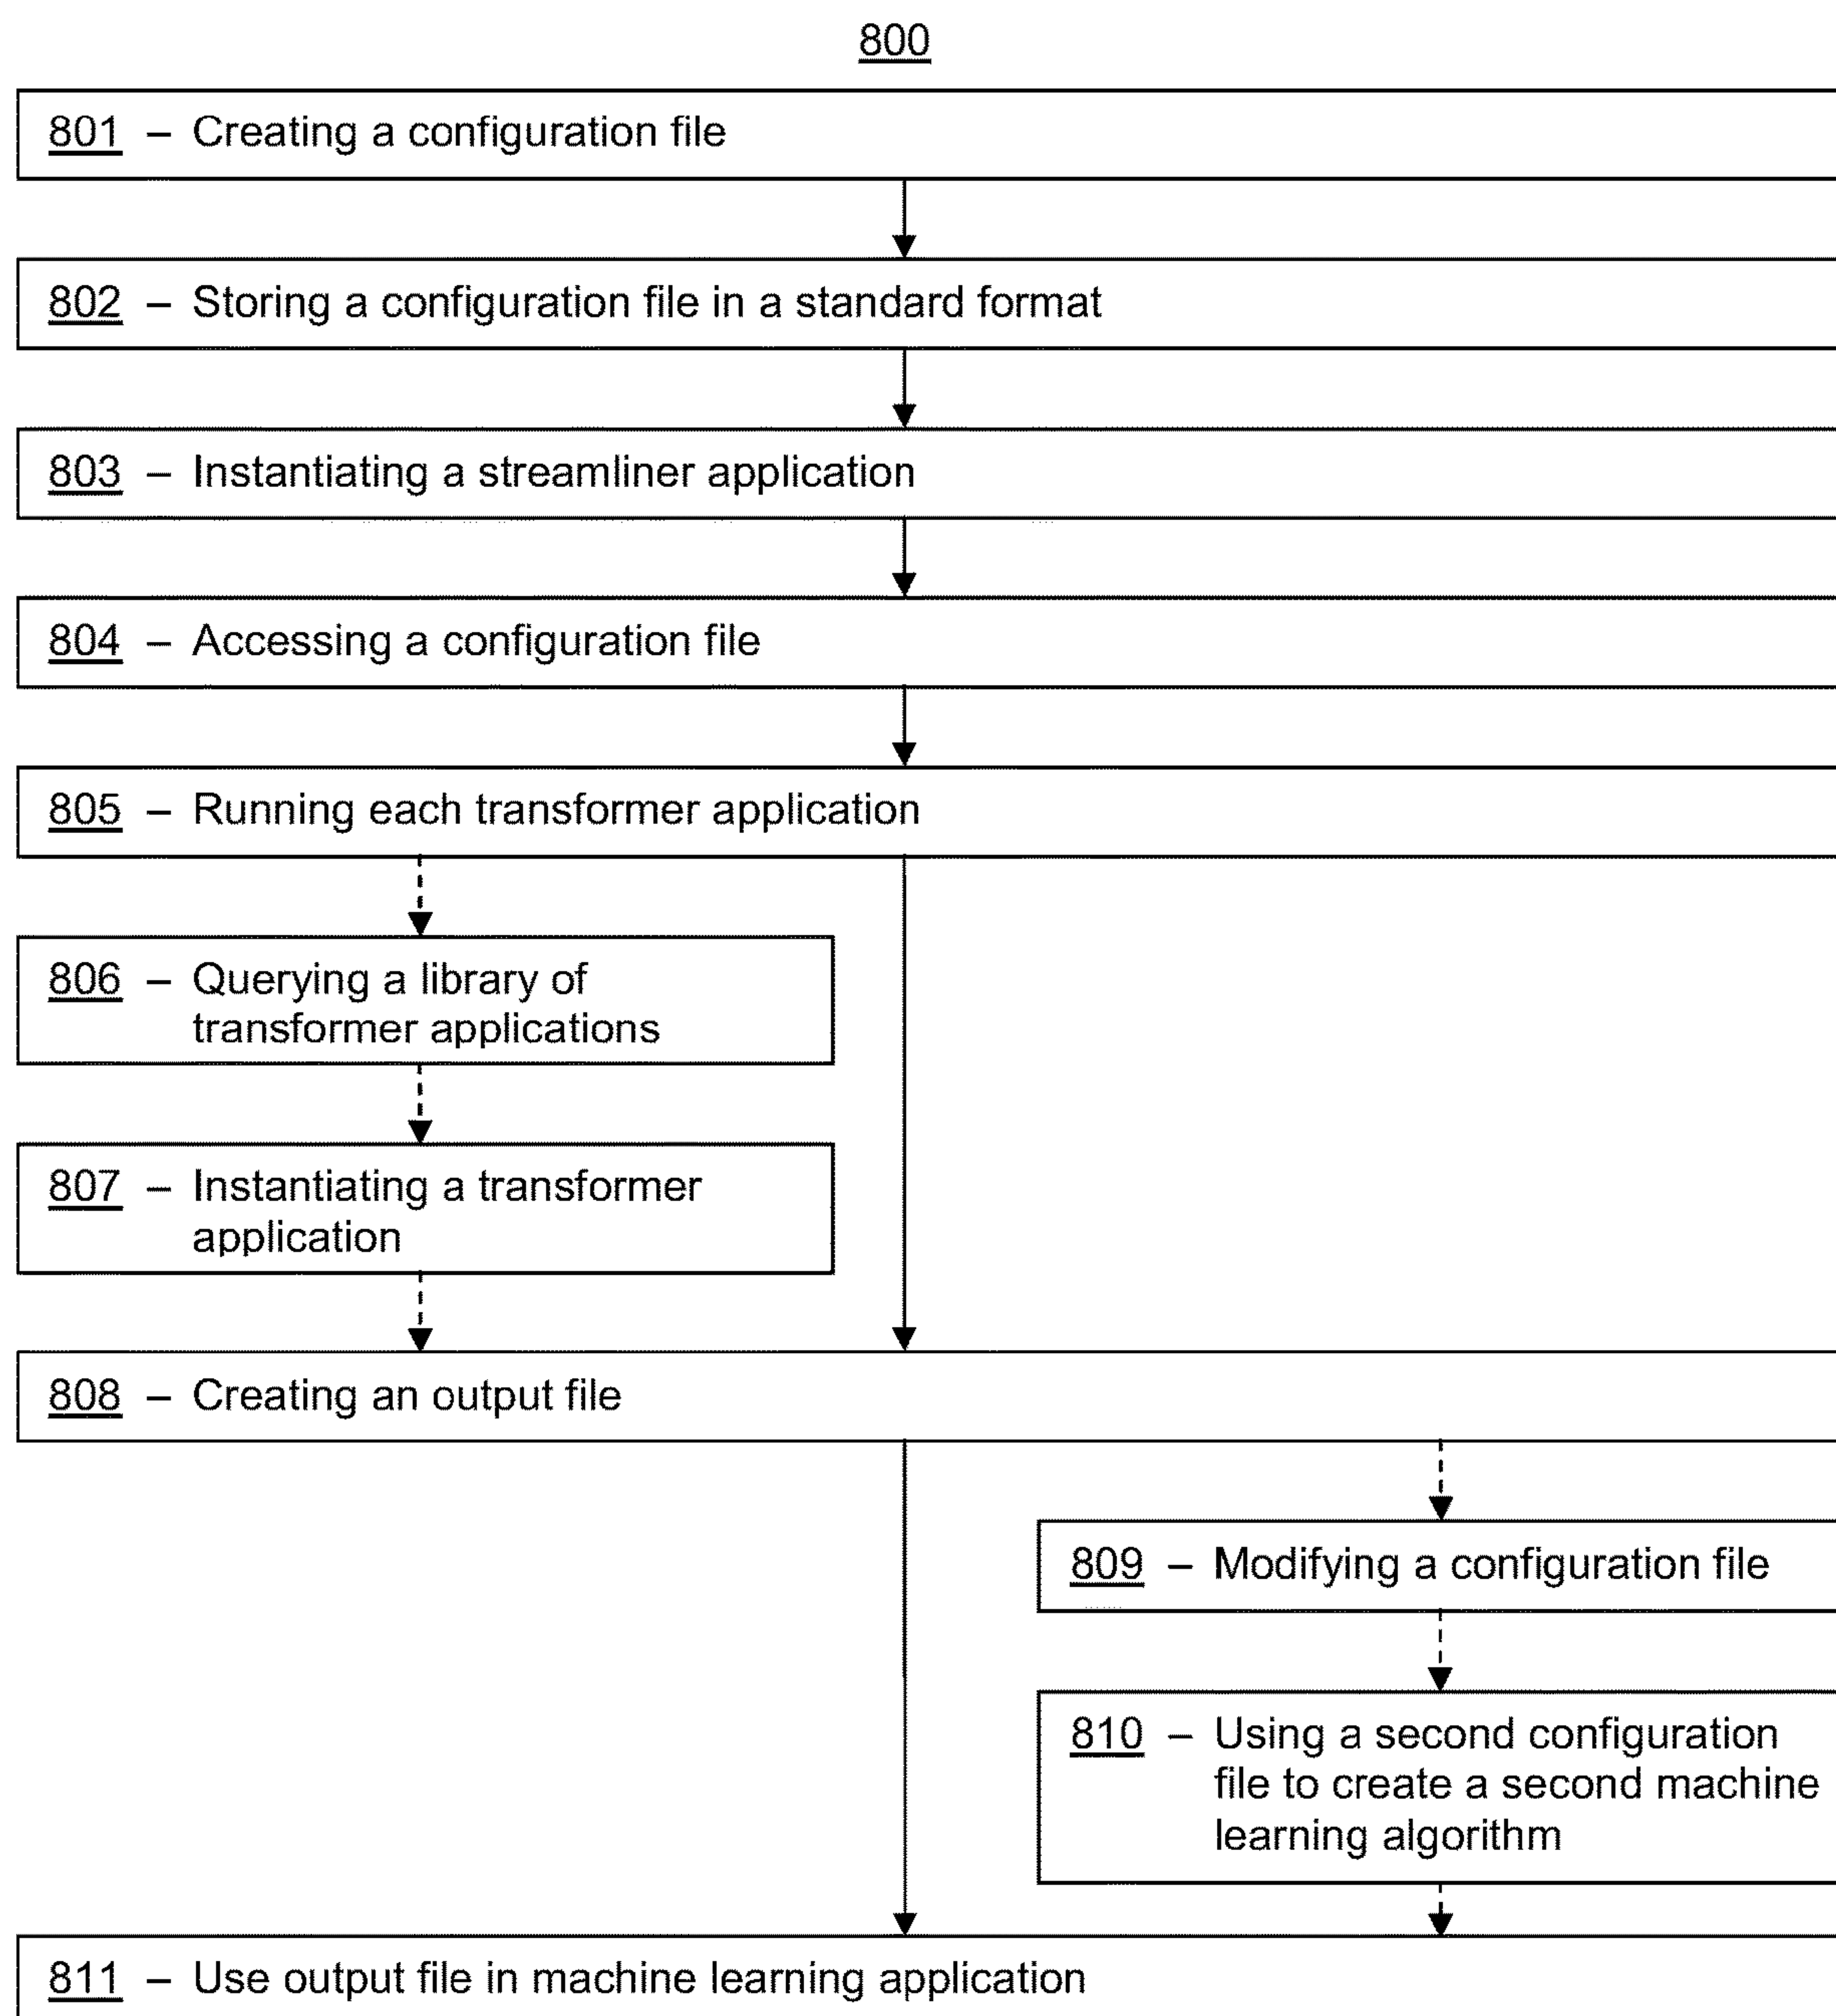 800
801 – Creating a configuration file
802 – Storing a configuration file in a standard format
803 – Instantiating a streamliner application
804 – Accessing a configuration file
805 – Running each transformer application
806 – Querying a library of
transformer applications
807 – Instantiating a transformer
application
808 – Creating an output file
809 – Modifying a configuration file
810 – Using a second configuration
file to create a second machine
learning algorithm
811 – Use output file in machine learning application